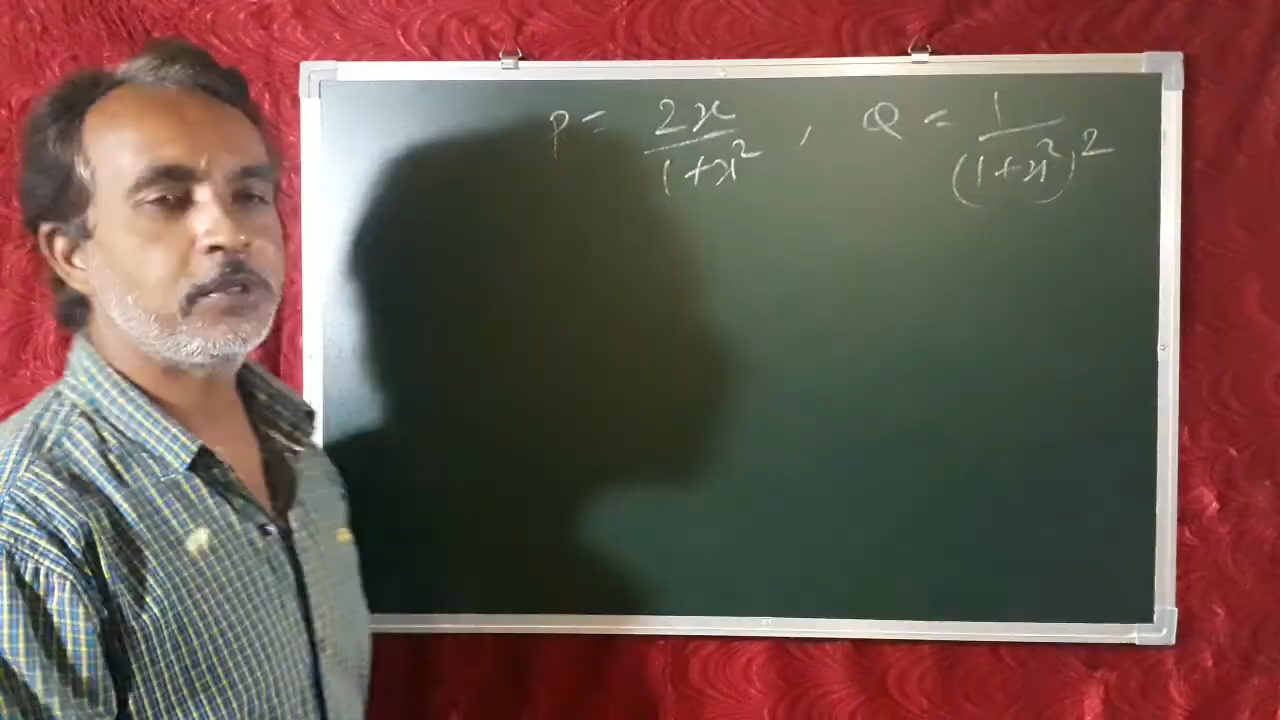 P = 2x/(1+x²) , Q = 1/(1+x²)²